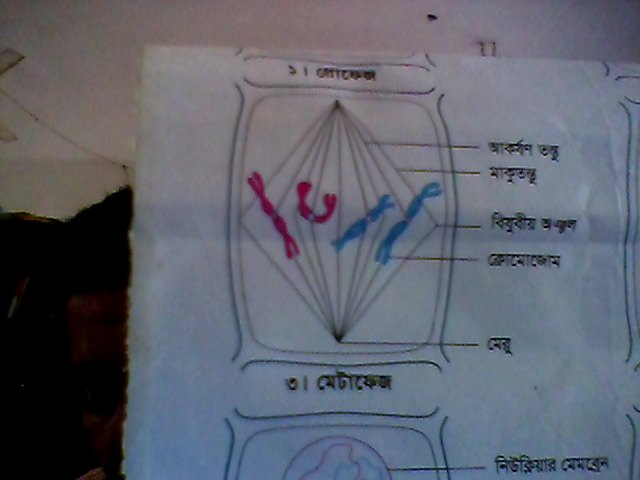 ১। প্রোফেজ
আকর্ষণ তন্তু
মাকুতন্তু
বিষুবীয় অঞ্চল
ক্রোমোজোম
মেরু
৩। মেটাফেজ
নিউক্লিয়ার মেমব্রেন